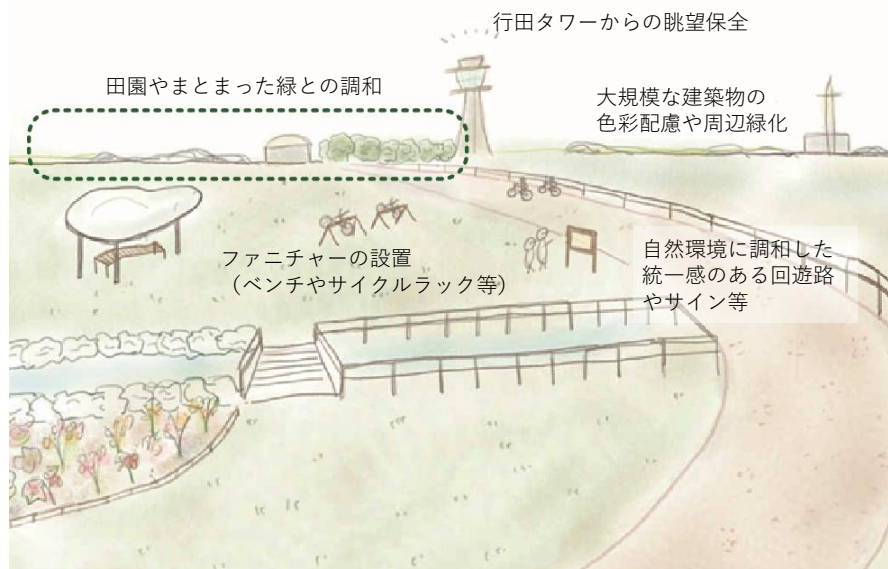 行田タワーからの眺望保全
田園やまとまった緑との調和
大規模な建築物の
色彩配慮や周辺緑化
ファニチャーの設置
（ベンチやサイクルラック等）
自然環境に調和した
統一感のある回遊路
やサイン等